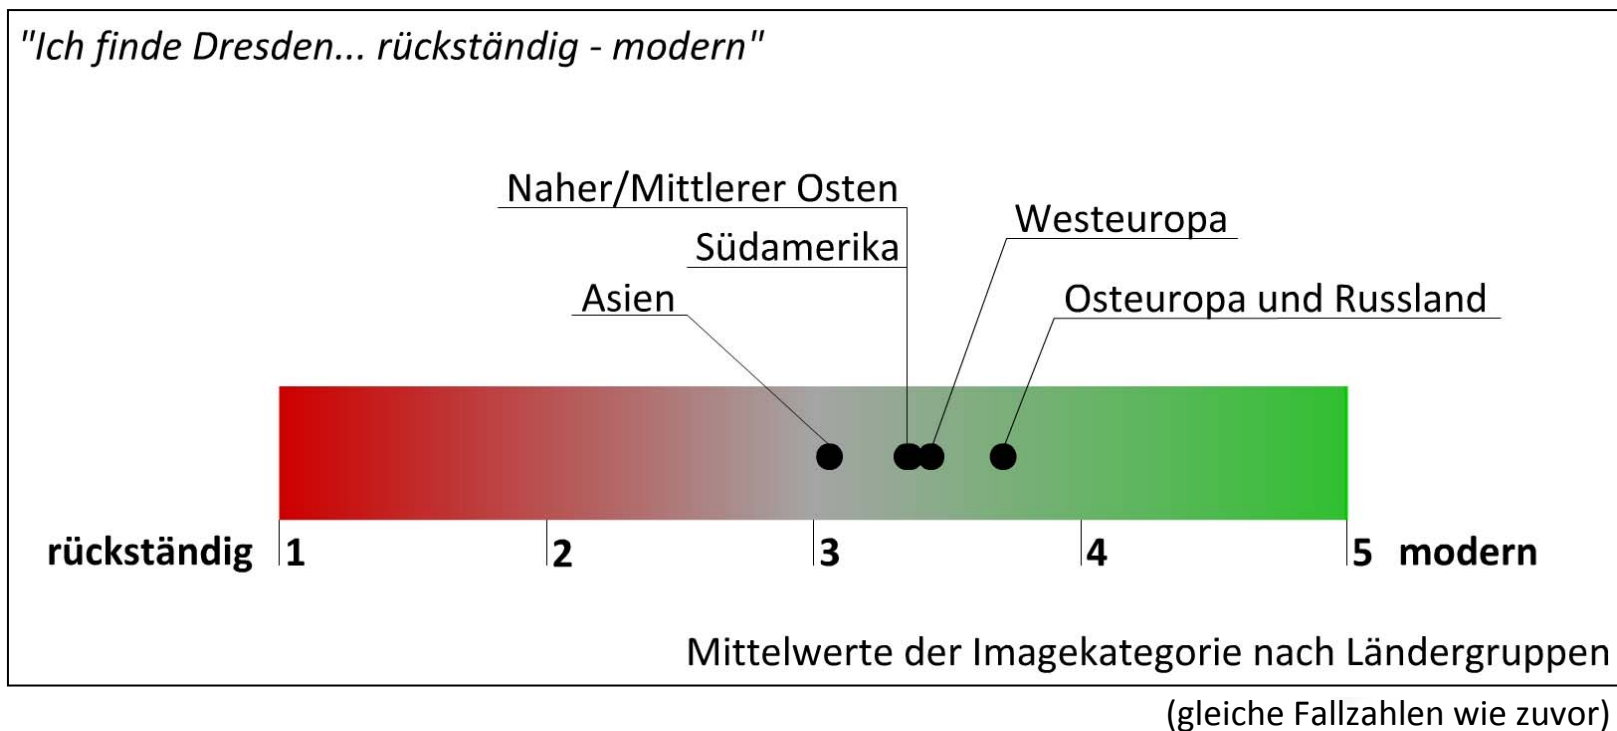 "Ich finde Dresden... rückständig - modern"
Naher/Mittlerer Osten
Westeuropa
Südamerika
Asien
Osteuropa und Russland
rückständig 1 2 3 4 5 modern
Mittelwerte der Imagekategorie nach Ländergruppen
(gleiche Fallzahlen wie zuvor)